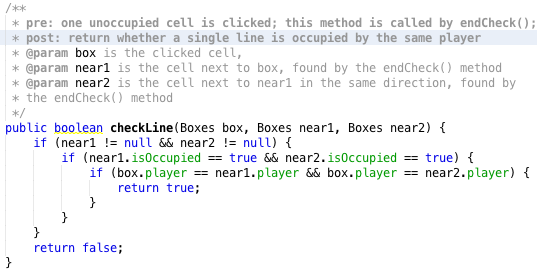 /**
 * pre: one unoccupied cell is clicked; this method is called by endCheck();
 * post: return whether a single line is occupied by the same player
 * @param box is the clicked cell,
 * @param near1 is the cell next to box, found by the endCheck() method
 * @param near2 is the cell next to near1 in the same direction, found by
 * the endCheck() method
 */
public boolean checkLine(Boxes box, Boxes near1, Boxes near2) {
    if (near1 != null && near2 != null) {
        if (near1.isOccupied == true && near2.isOccupied == true) {
            if (box.player == near1.player && box.player == near2.player) {
                return true;
            }
        }
    }
    return false;
}